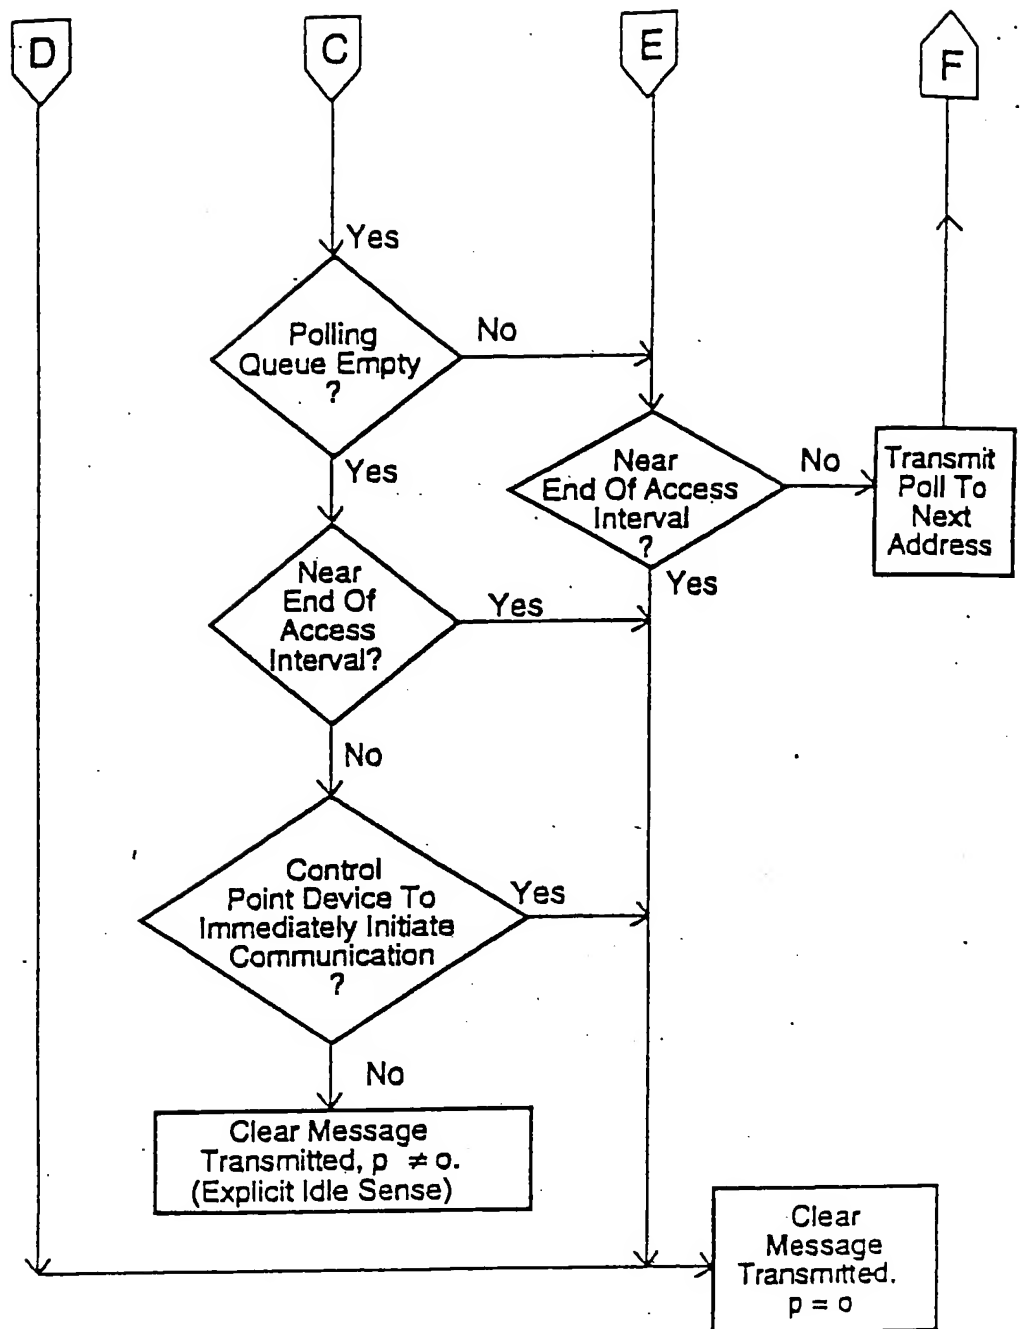 D
C
E
F
Yes
Polling
Queue Empty
?
No
Yes
Near
End Of Access
Interval
?
No
Transmit
Poll To
Next
Address
Yes
Near
End Of
Access
Interval?
Yes
No
Control
Point Device To
Immediately Initiate
Communication
?
Yes
No
Clear Message
Transmitted, p ≠ o.
(Explicit Idle Sense)
Clear
Message
Transmitted.
p = o